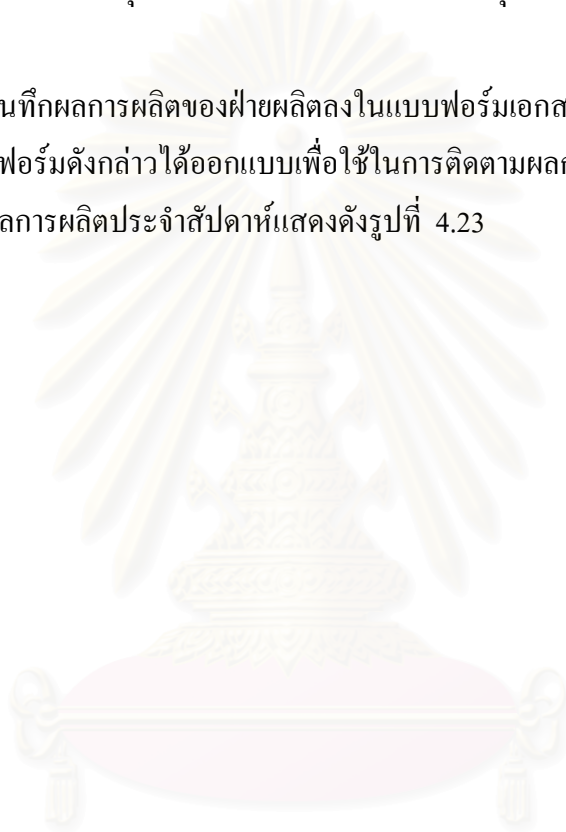 นทึกผลการผลิตของฝ่ายผลิตลงในแบบฟอร์มเอกส
ฟอร์มดังกล่าวได้ออกแบบเพื่อใช้ในการติดตามผลก
ลการผลิตประจำสัปดาห์แสดงดังรูปที่ 4.23